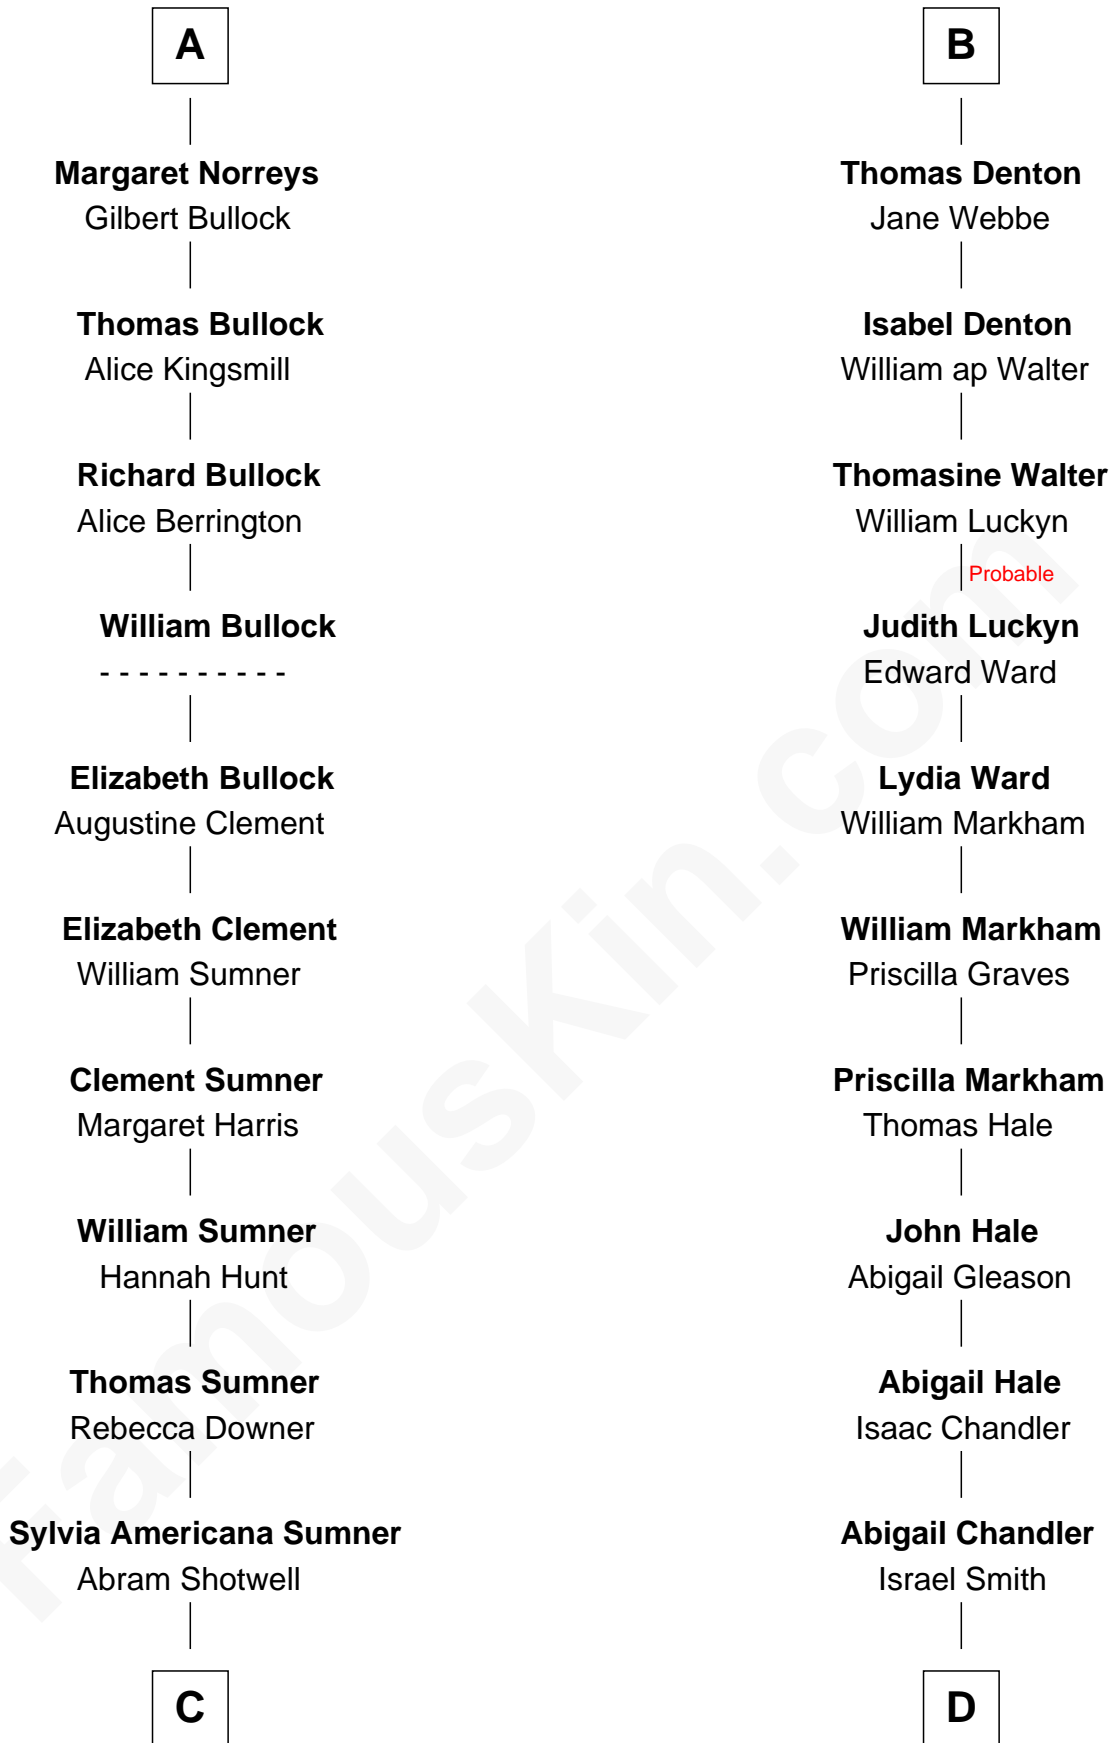 A
Margaret Norreys
Gilbert Bullock
Thomas Bullock
Alice Kingsmill
Richard Bullock
Alice Berrington
William Bullock
- - - - - - - - - -
Elizabeth Bullock
Augustine Clement
Elizabeth Clement
William Sumner
Clement Sumner
Margaret Harris
William Sumner
Hannah Hunt
Thomas Sumner
Rebecca Downer
Sylvia Americana Sumner
Abram Shotwell
C
B
Thomas Denton
Jane Webbe
Isabel Denton
William ap Walter
Thomasine Walter
William Luckyn
Probable
Judith Luckyn
Edward Ward
Lydia Ward
William Markham
William Markham
Priscilla Graves
Priscilla Markham
Thomas Hale
John Hale
Abigail Gleason
Abigail Hale
Isaac Chandler
Abigail Chandler
Israel Smith
D
FamousKin.com